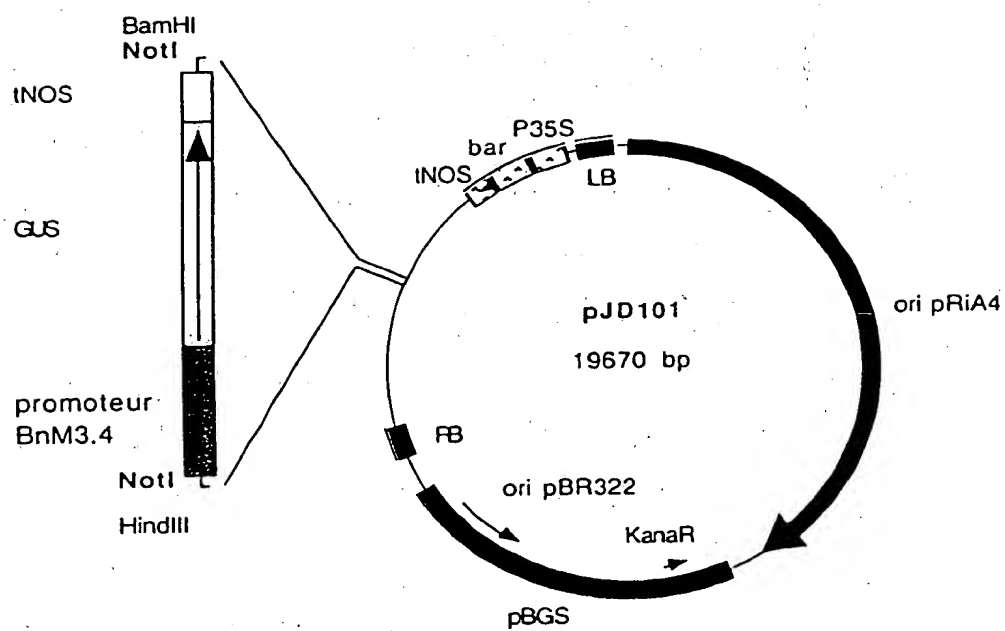 BamHI
NotI
tNOS
GUS
promoteur
BnM3.4
NotI
HindIII
P35S
bar
tNOS
LB
ori pRiA4
pJD101
19670 bp
RB
ori pBR322
KanaR
pBGS